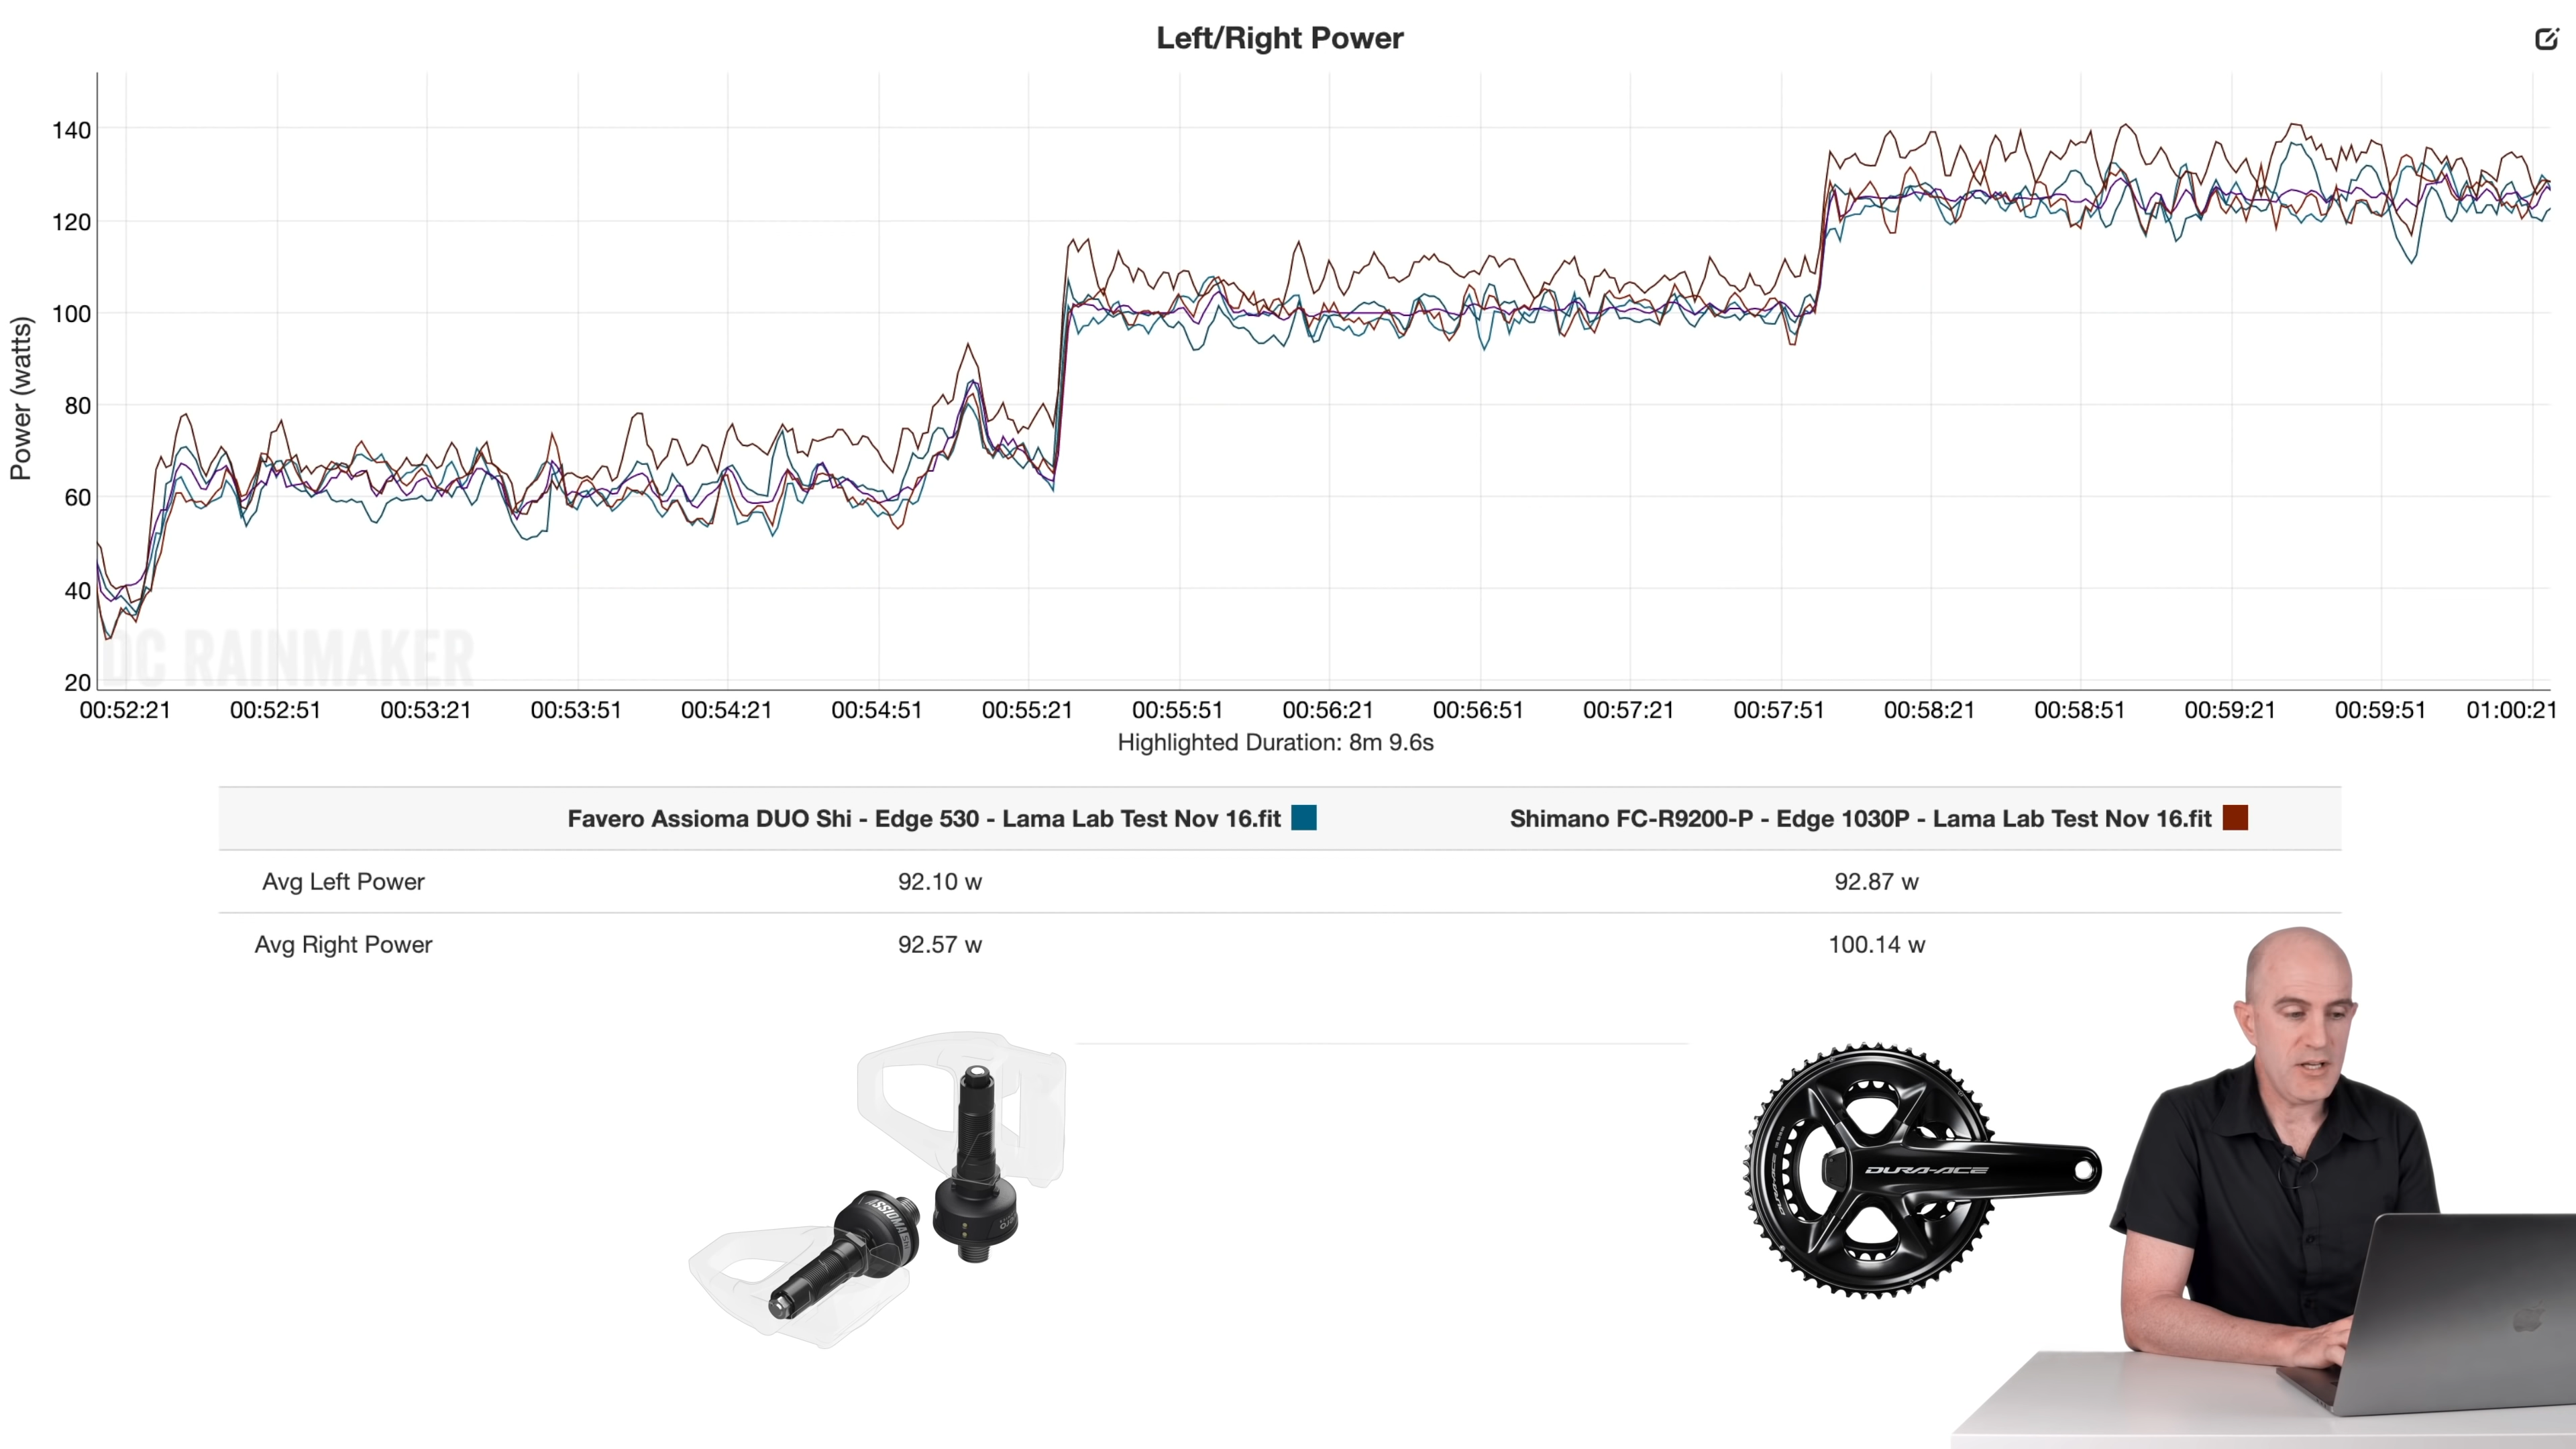 Left/Right Power
Power (watts)
140
120
100
80
60
40
20
DC RAINMAKER
00:52:21 00:52:51 00:53:21 00:53:51 00:54:21 00:54:51 00:55:21 00:55:51 00:56:21 00:56:51 00:57:21 00:57:51 00:58:21 00:58:51 00:59:21 00:59:51 01:00:21
Highlighted Duration: 8m 9.6s
Favero Assioma DUO Shi - Edge 530 - Lama Lab Test Nov 16.fit Shimano FC-R9200-P - Edge 1030P - Lama Lab Test Nov 16.fit
Avg Left Power 92.10 w 92.87 w
Avg Right Power 92.57 w 100.14 w
ASSIOMA
DURA-ACE
DURA-ACE